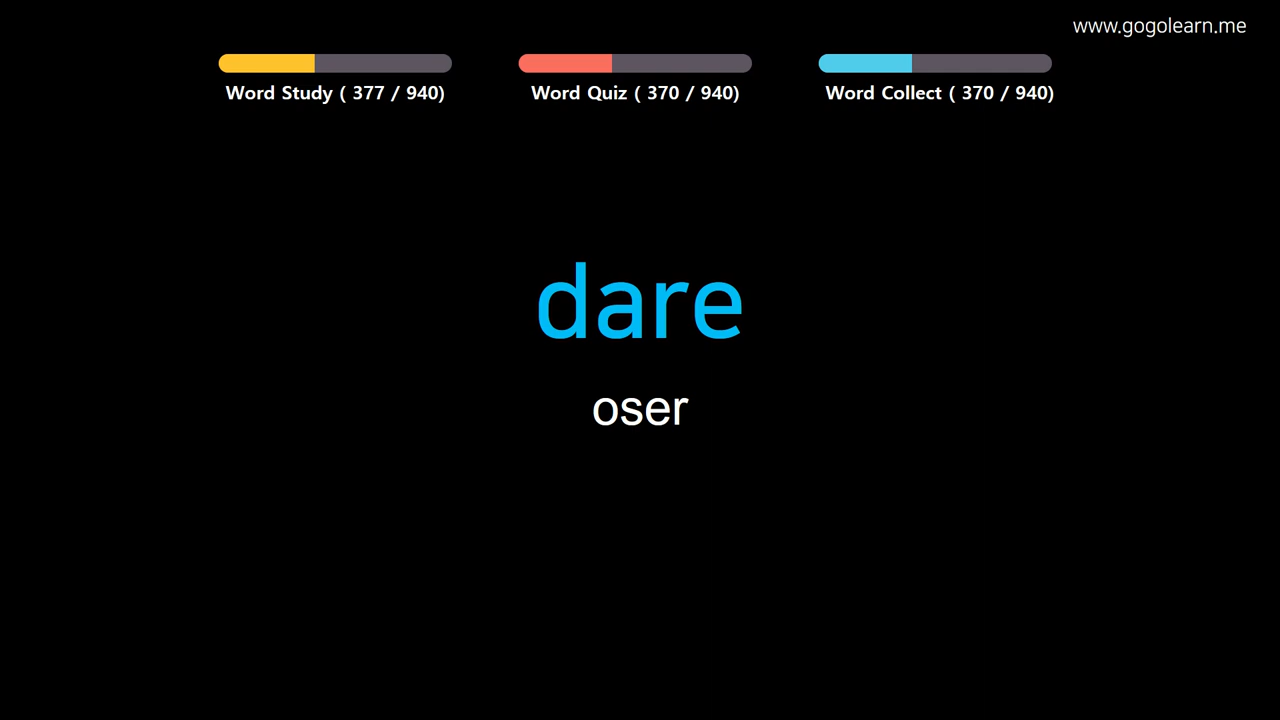 www.gogolearn.me
Word Study ( 377 / 940)
Word Quiz ( 370 / 940)
Word Collect ( 370 / 940)
dare
oser